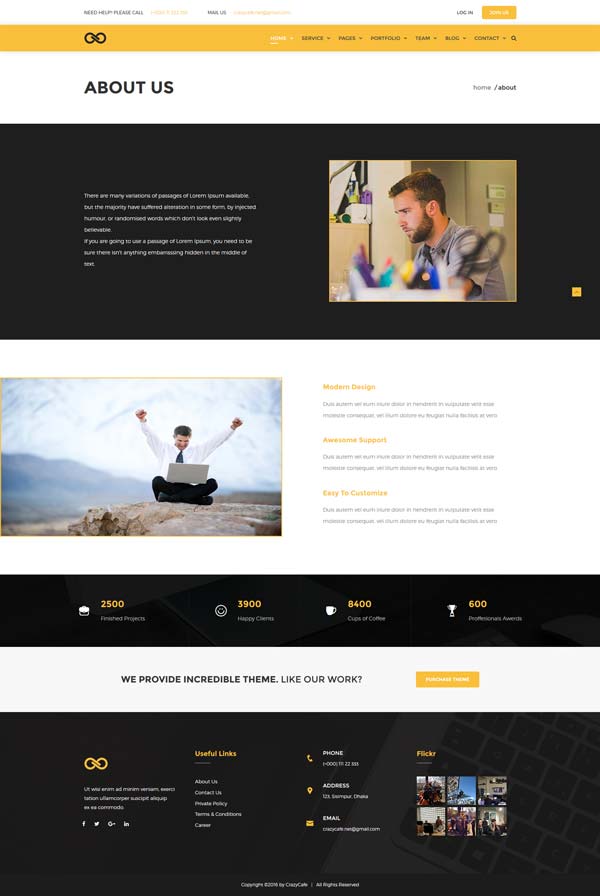 NEED HELP? PLEASE CALL (+000) 11 222 333 MAIL US crazycafe.net@gmail.com LOG IN JOIN US
HOME SERVICE PAGES PORTFOLIO TEAM BLOG CONTACT
ABOUT US
home / about
There are many variations of passages of Lorem Ipsum available,
but the majority have suffered alteration in some form, by injected
humour, or randomised words which don't look even slightly
believable.
If you are going to use a passage of Lorem Ipsum, you need to be
sure there isn't anything embarrassing hidden in the middle of
text.
Modern Design
Duis autem vel eum iriure dolor in hendrerit in vulputate velit esse
molestie consequat, vel illum dolore eu feugiat nulla facilisis at vero
Awesome Support
Duis autem vel eum iriure dolor in hendrerit in vulputate velit esse
molestie consequat, vel illum dolore eu feugiat nulla facilisis at vero
Easy To Customize
Duis autem vel eum iriure dolor in hendrerit in vulputate velit esse
molestie consequat, vel illum dolore eu feugiat nulla facilisis at vero
2500
Finished Projects
3900
Happy Clients
8400
Cups of Coffee
600
Proffesionals Awerds
WE PROVIDE INCREDIBLE THEME. LIKE OUR WORK?
PURCHASE THEME
Ut wisi enim ad minim veniam, exerci
tation ullamcorper suscipit aliquip
ex ea commodo.
Useful Links
About Us
Contact Us
Private Policy
Terms & Conditions
Career
PHONE
(+000) 111 22 333
ADDRESS
123, Sisimpur, Dhaka
EMAIL
crazycafe.net@gmail.com
Flickr
Copyright ©2016 by CrazyCafe | All Rights Reserved